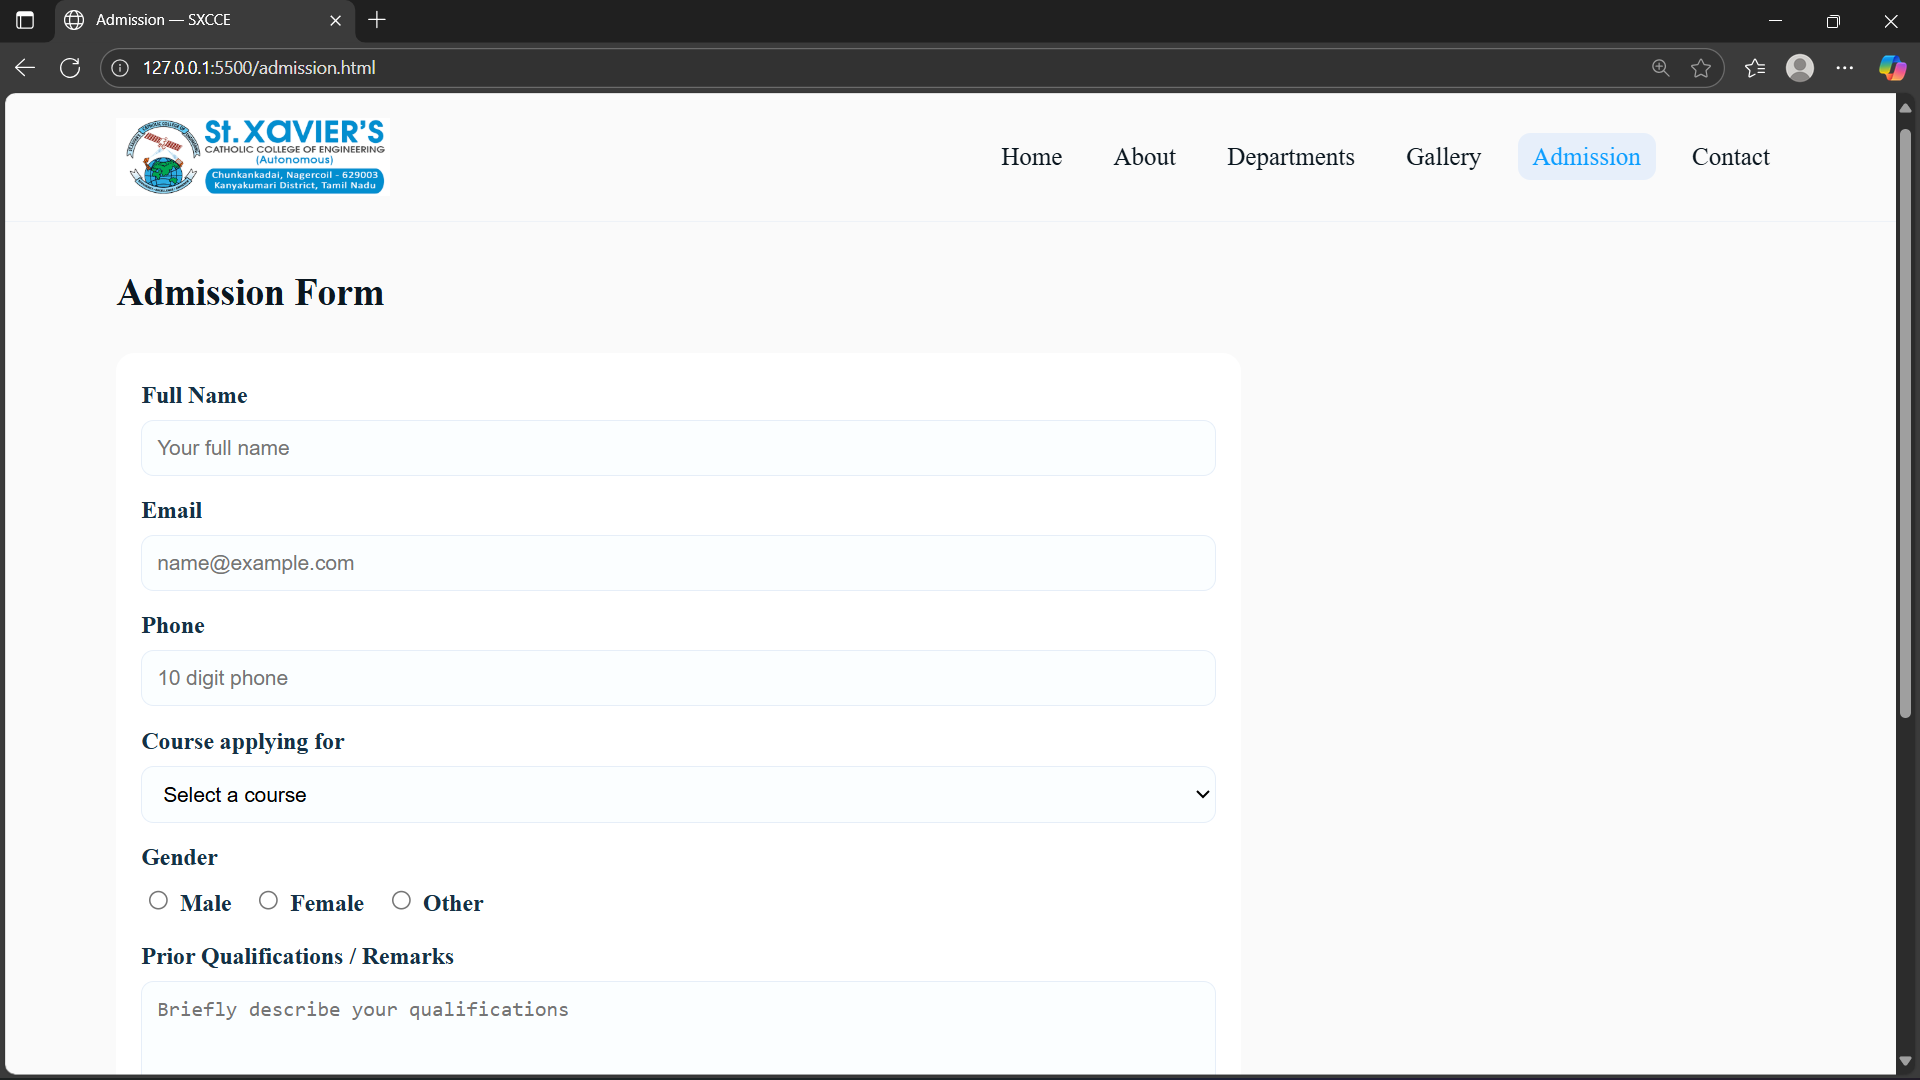 Admission — SXCCE
127.0.0.1:5500/admission.html
St. XAVIER'S
CATHOLIC COLLEGE OF ENGINEERING
(Autonomous)
Chunkankadai, Nagercoil - 629003
Kanyakumari District, Tamil Nadu
Home About Departments Gallery Admission Contact
Admission Form
Full Name
Your full name
Email
name@example.com
Phone
10 digit phone
Course applying for
Select a course
Gender
Male Female Other
Prior Qualifications / Remarks
Briefly describe your qualifications